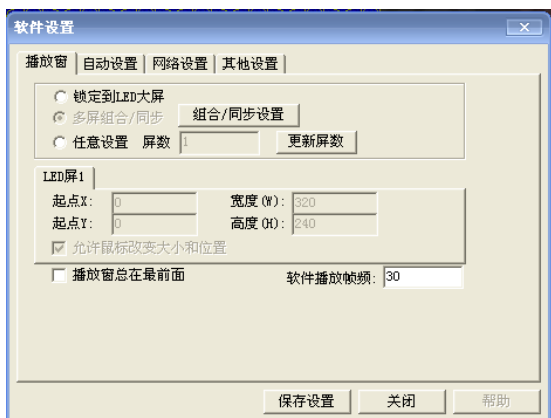 软件设置
播放窗 自动设置 网络设置 其他设置
锁定到LED大屏
多屏组合/同步 组合/同步设置
任意设置 屏数 1 更新屏数
LED屏1
起点X: 0 宽度(W): 320
起点Y: 0 高度(H): 240
允许鼠标改变大小和位置
播放窗总在最前面 软件播放帧频: 30
保存设置 关闭 帮助